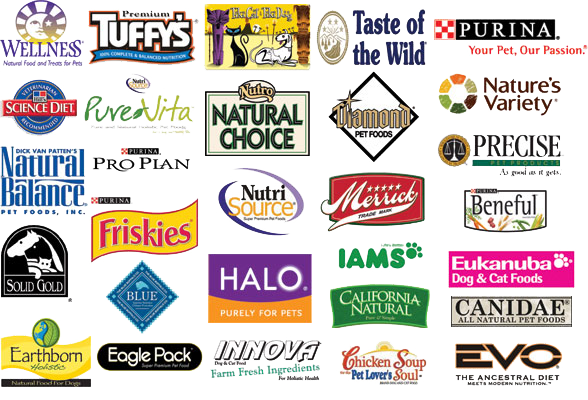 WELLNESS®
Natural Food and Treats for Pets
Premium
TUFFY'S
100% COMPLETE & BALANCED NUTRITION
Taste of
the Wild
PURINA®
Your Pet, Our Passion.®
VETERINARIAN
Hill's
SCIENCE DIET
RECOMMENDED
Nutri
PureVita
Nutro
NATURAL
CHOICE
Diamond
PET FOODS
Nature's
Variety
DICK VAN PATTEN'S
Natural
Balance
PET FOODS, INC.
PURINA
PRO PLAN
PRECISE
PET PRODUCTS
As good as it gets.
Nutri
Source
Super Premium Pet Foods
Merrick
TRADE MARK
PURINA
Beneful
SOLID GOLD
PURINA
Friskies
BLUE
HALO
PURELY FOR PETS
IAMS
CALIFORNIA
NATURAL
Pure & Simple
Eukanuba
Dog & Cat Foods
CANIDAE®
ALL NATURAL PET FOODS
Earthborn
Holistic
Natural Food For Dogs
Eagle Pack
Super Premium Pet Food
INNOVA
Dog & Cat Food
Farm Fresh Ingredients
For Holistic Health
Chicken Soup
for the
Pet Lover's Soul
EVO
THE ANCESTRAL DIET
MEETS MODERN NUTRITION.™